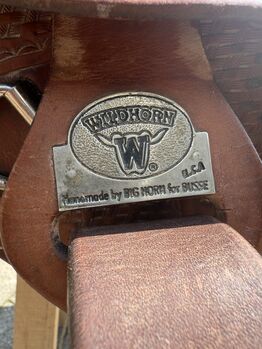 WILDHORN
W®
U.S.A
Handmade by BIG HORN for BUSSE